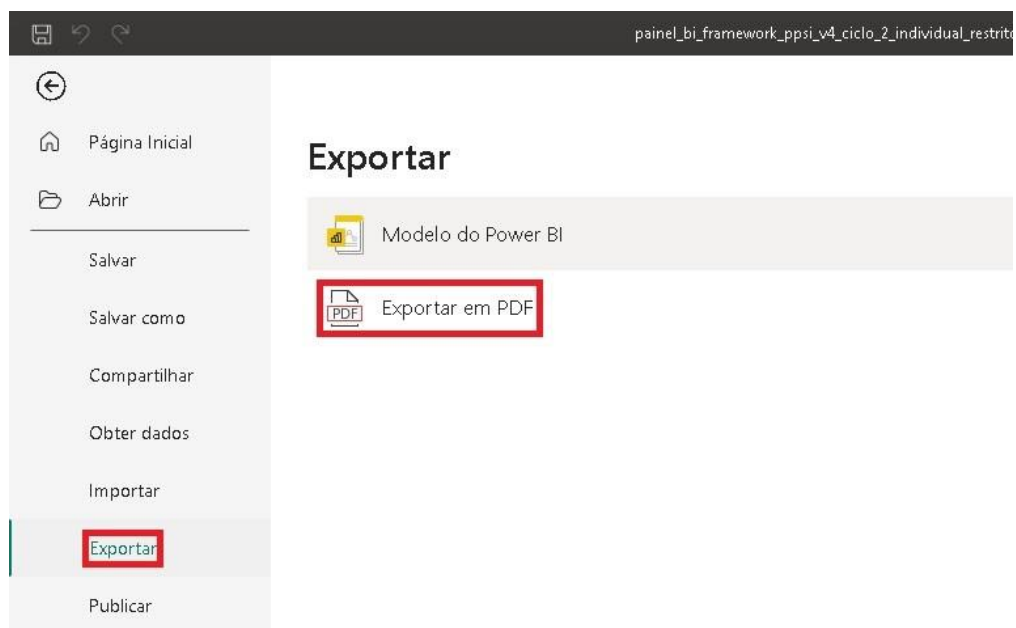 painel_bi_framework_ppsi_v4_ciclo_2_individual_restrito
Página Inicial
Abrir
Salvar
Salvar como
Compartilhar
Obter dados
Importar
Exportar
Publicar
Exportar
Modelo do Power BI
PDF
Exportar em PDF